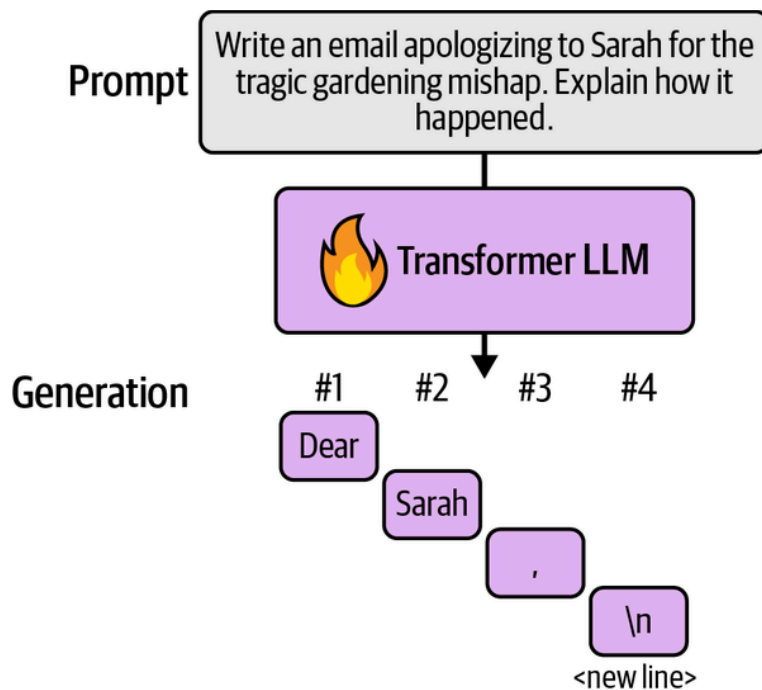 Prompt
Write an email apologizing to Sarah for the
tragic gardening mishap. Explain how it
happened.
Transformer LLM
Generation
#1 #2 #3 #4
Dear
Sarah
,
\n
<new line>